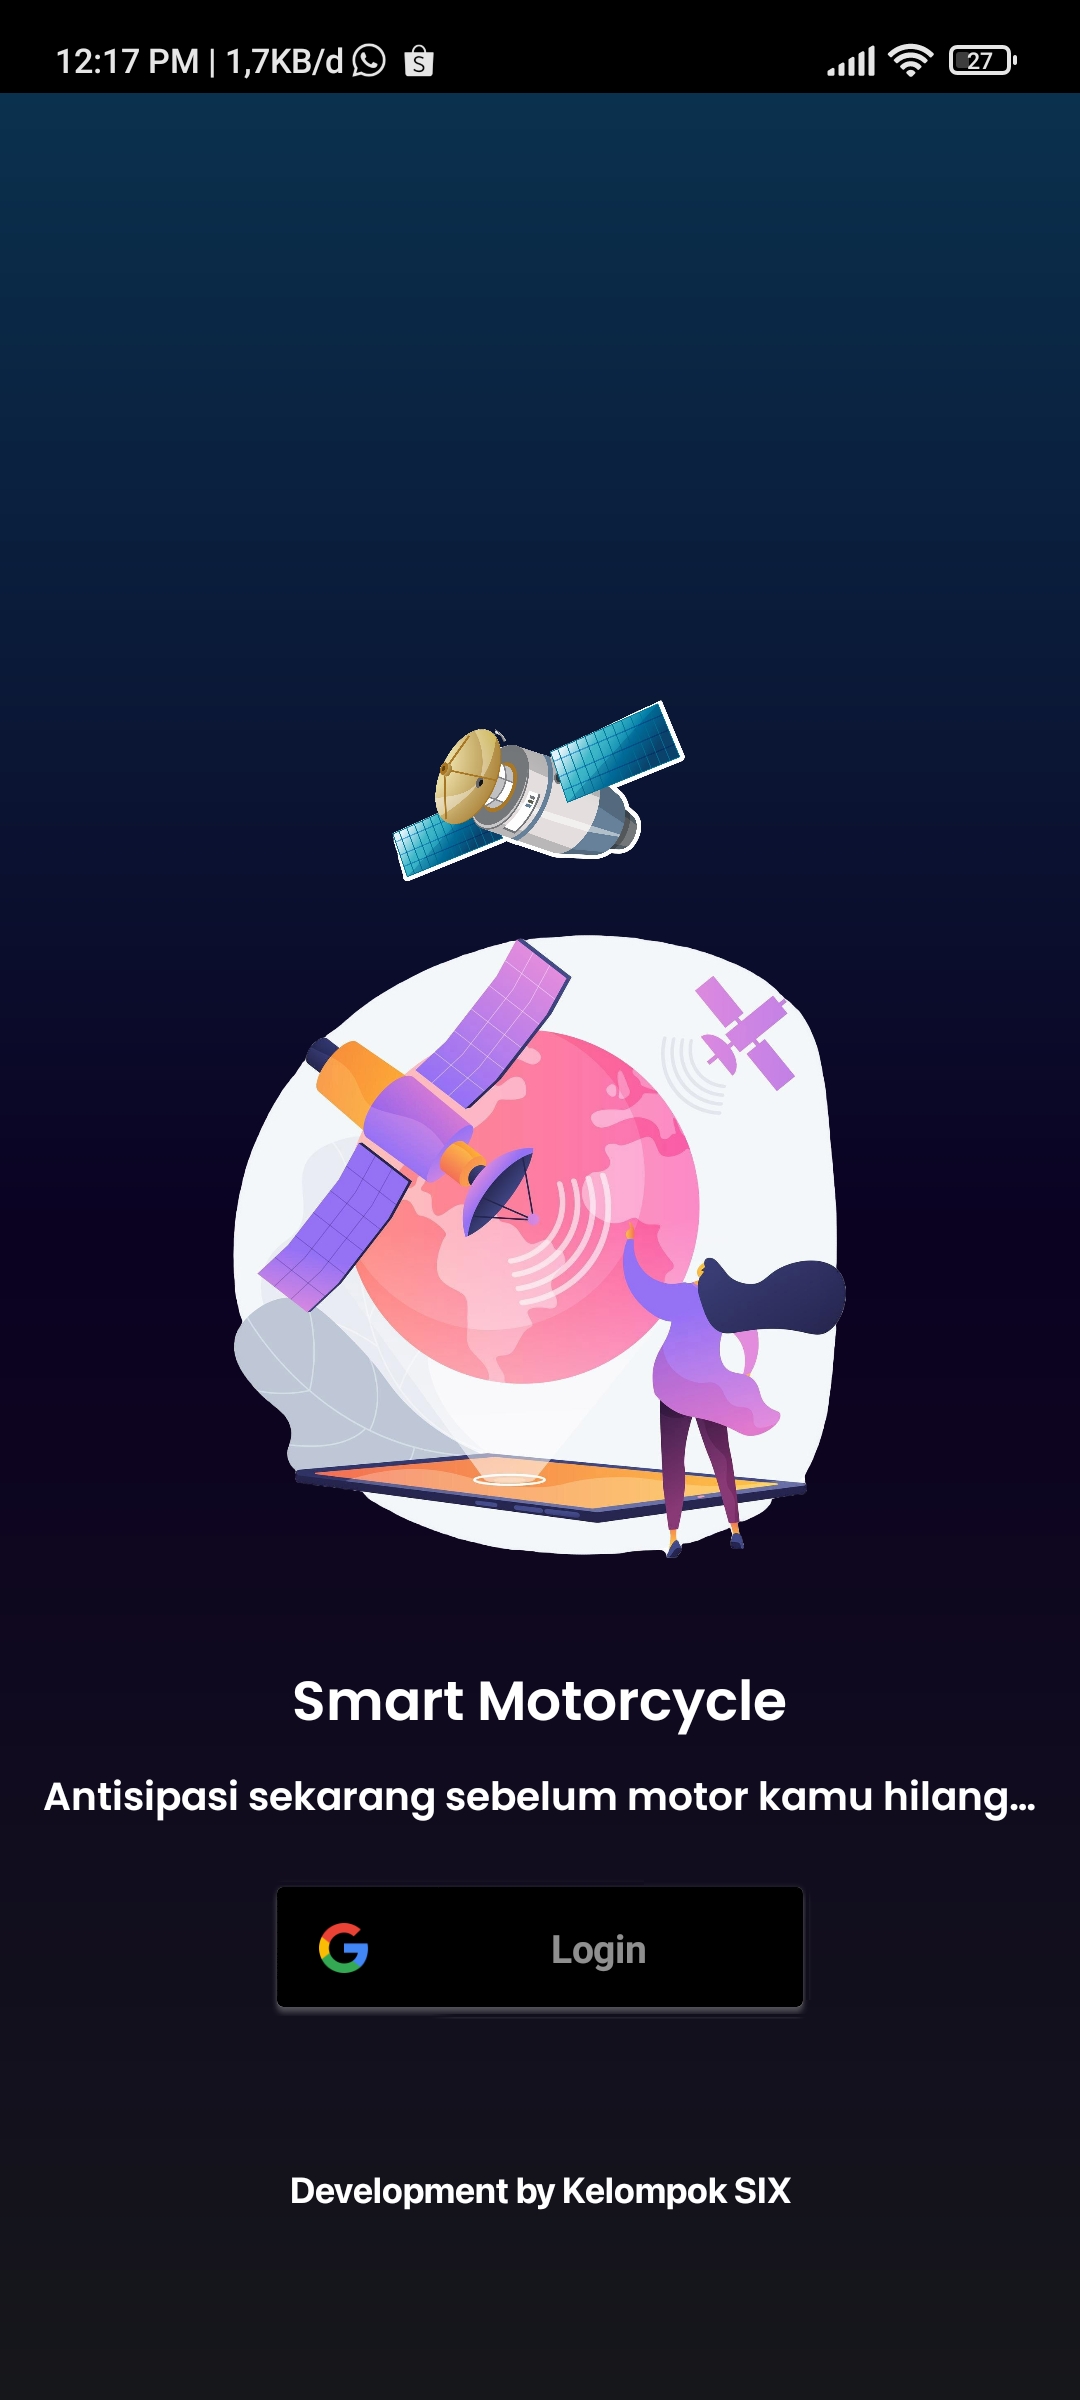 12:17 PM | 1,7KB/d
27
Smart Motorcycle
Antisipasi sekarang sebelum motor kamu hilang...
Login
Development by Kelompok SIX